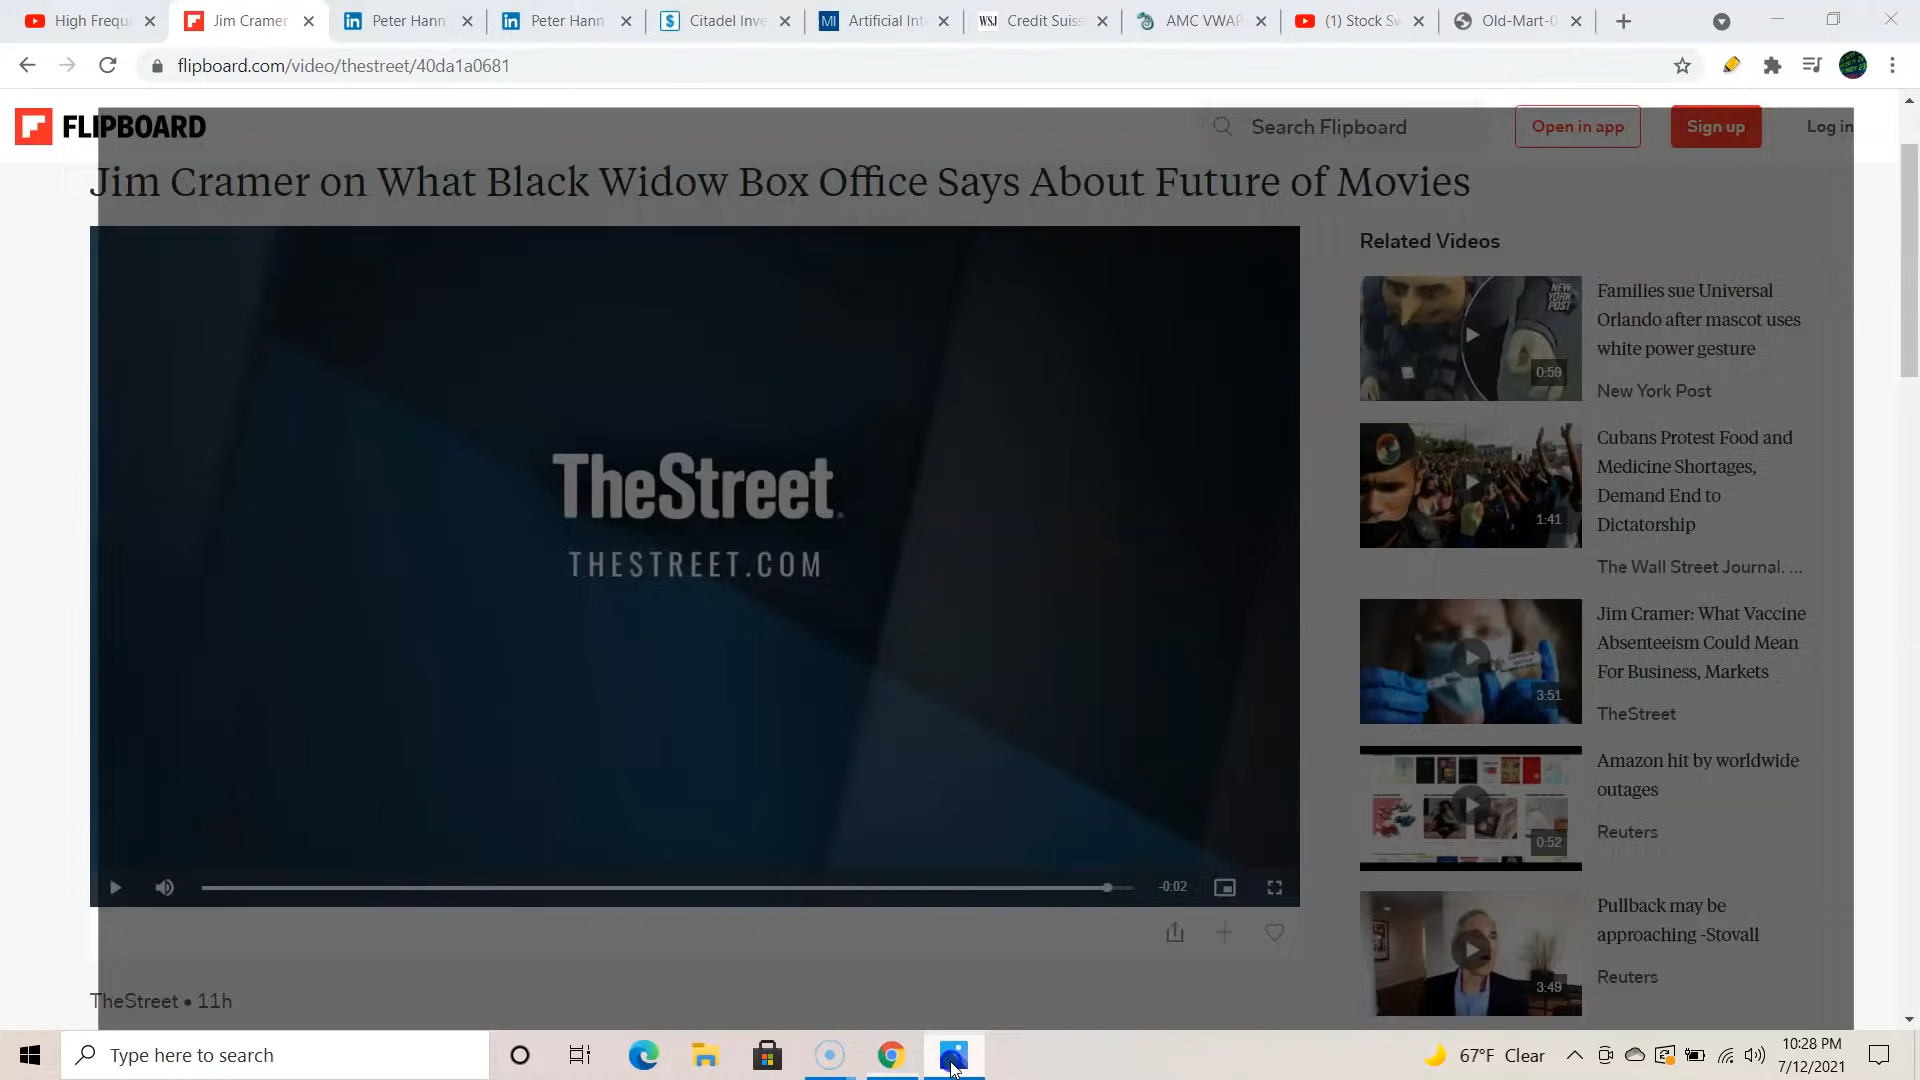 High Frequ
Jim Cramer
Peter Hann
Peter Hann
Citadel Inve
Artificial Int
Credit Suiss
AMC VWAP
(1) Stock Sw
Old-Mart-0
flipboard.com/video/thestreet/40da1a0681
FLIPBOARD
Search Flipboard
Open in app
Sign up
Log in
Jim Cramer on What Black Widow Box Office Says About Future of Movies
TheStreet.
THESTREET.COM
-0:02
TheStreet • 11h
Related Videos
NEW
YORK
POST
0:59
Families sue Universal
Orlando after mascot uses
white power gesture
New York Post
1:41
Cubans Protest Food and
Medicine Shortages,
Demand End to
Dictatorship
The Wall Street Journal. ...
3:51
Jim Cramer: What Vaccine
Absenteeism Could Mean
For Business, Markets
TheStreet
0:52
Amazon hit by worldwide
outages
Reuters
3:49
Pullback may be
approaching -Stovall
Reuters
Type here to search
67°F Clear
10:28 PM
7/12/2021